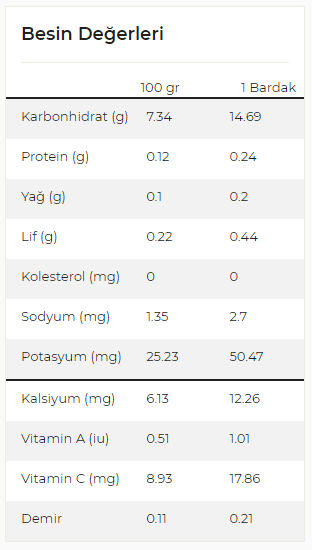 Besin Değerleri
100 gr 1 Bardak
Karbonhidrat (g) 7.34 14.69
Protein (g) 0.12 0.24
Yağ (g) 0.1 0.2
Lif (g) 0.22 0.44
Kolesterol (mg) 0 0
Sodyum (mg) 1.35 2.7
Potasyum (mg) 25.23 50.47
Kalsiyum (mg) 6.13 12.26
Vitamin A (iu) 0.51 1.01
Vitamin C (mg) 8.93 17.86
Demir 0.11 0.21